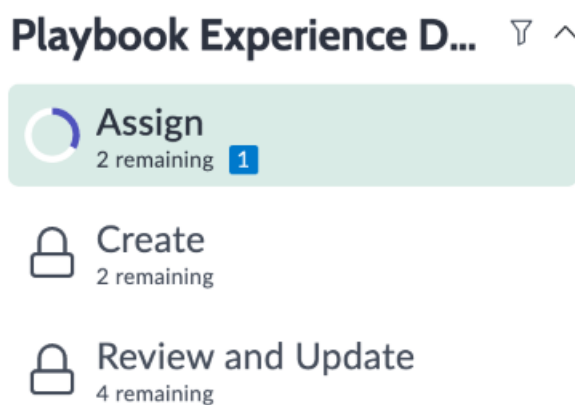 Playbook Experience D...
Assign
2 remaining 1
Create
2 remaining
Review and Update
4 remaining